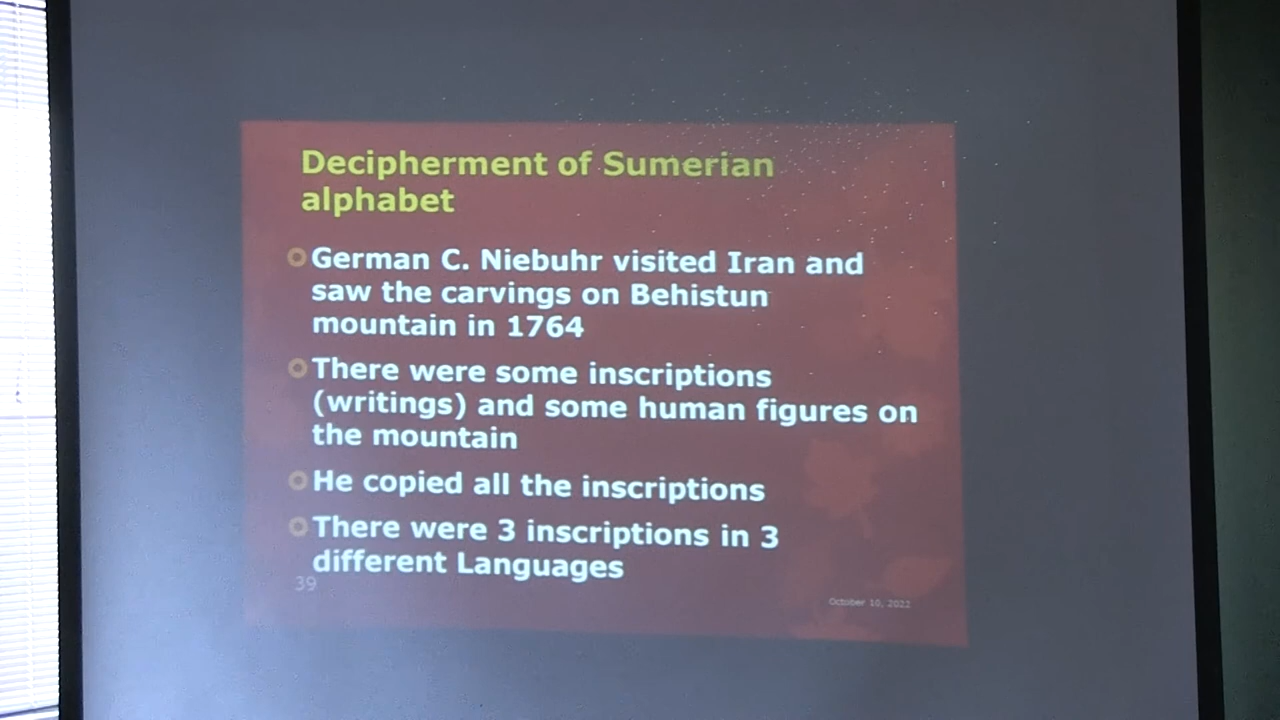 Decipherment of Sumerian
alphabet
German C. Niebuhr visited Iran and
saw the carvings on Behistun
mountain in 1764
There were some inscriptions
(writings) and some human figures on
the mountain
He copied all the inscriptions
There were 3 inscriptions in 3
different Languages
39
October 10, 2022